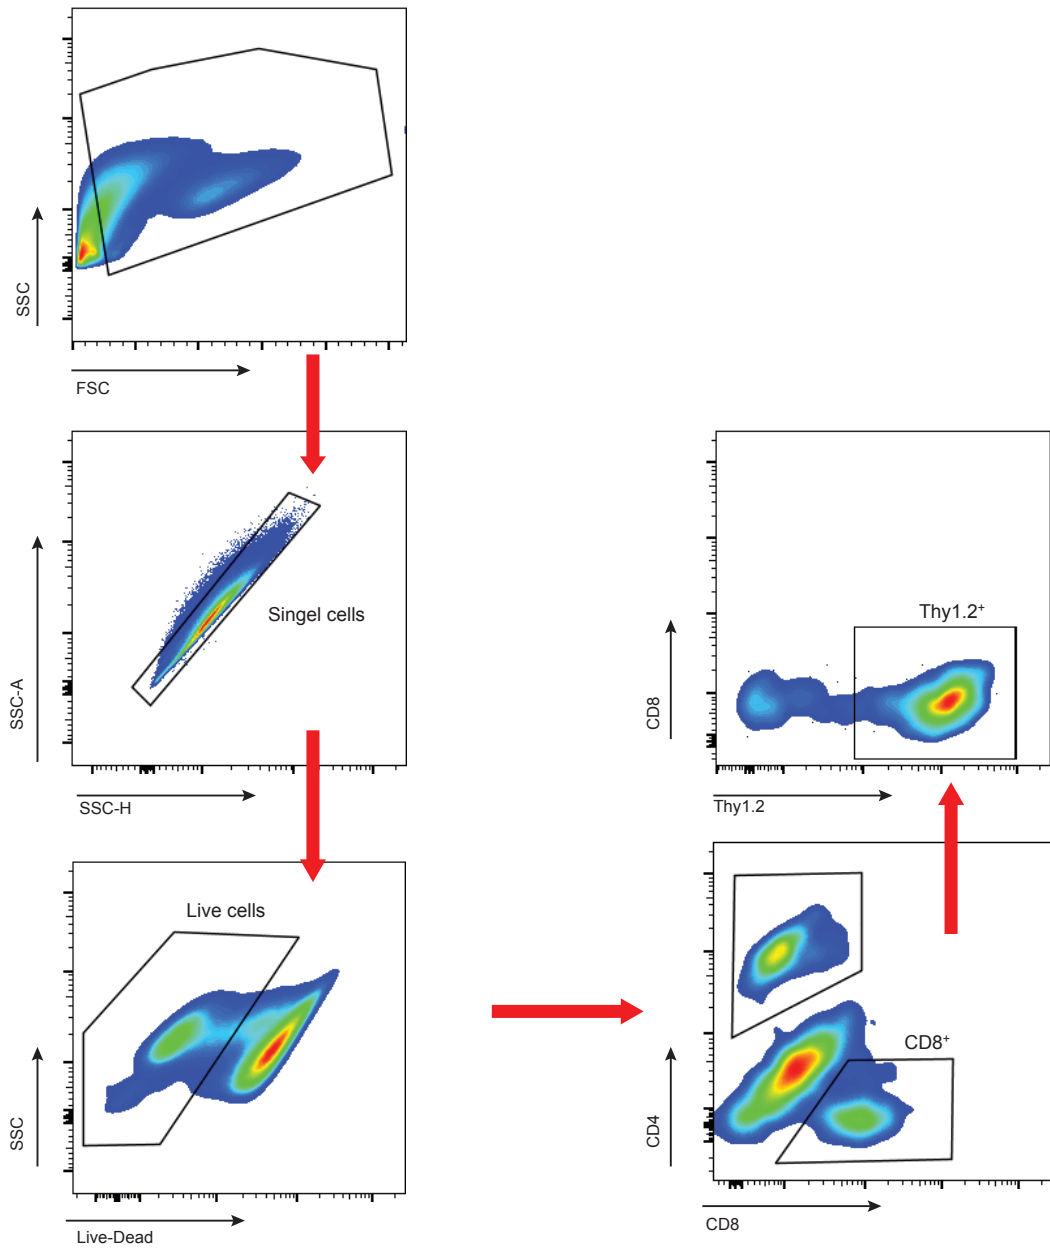 SSC
FSC
SSC-A
Singel cells
SSC-H
SSC
Live cells
Live-Dead
CD4
CD8⁺
CD8
CD8
Thy1.2⁺
Thy1.2